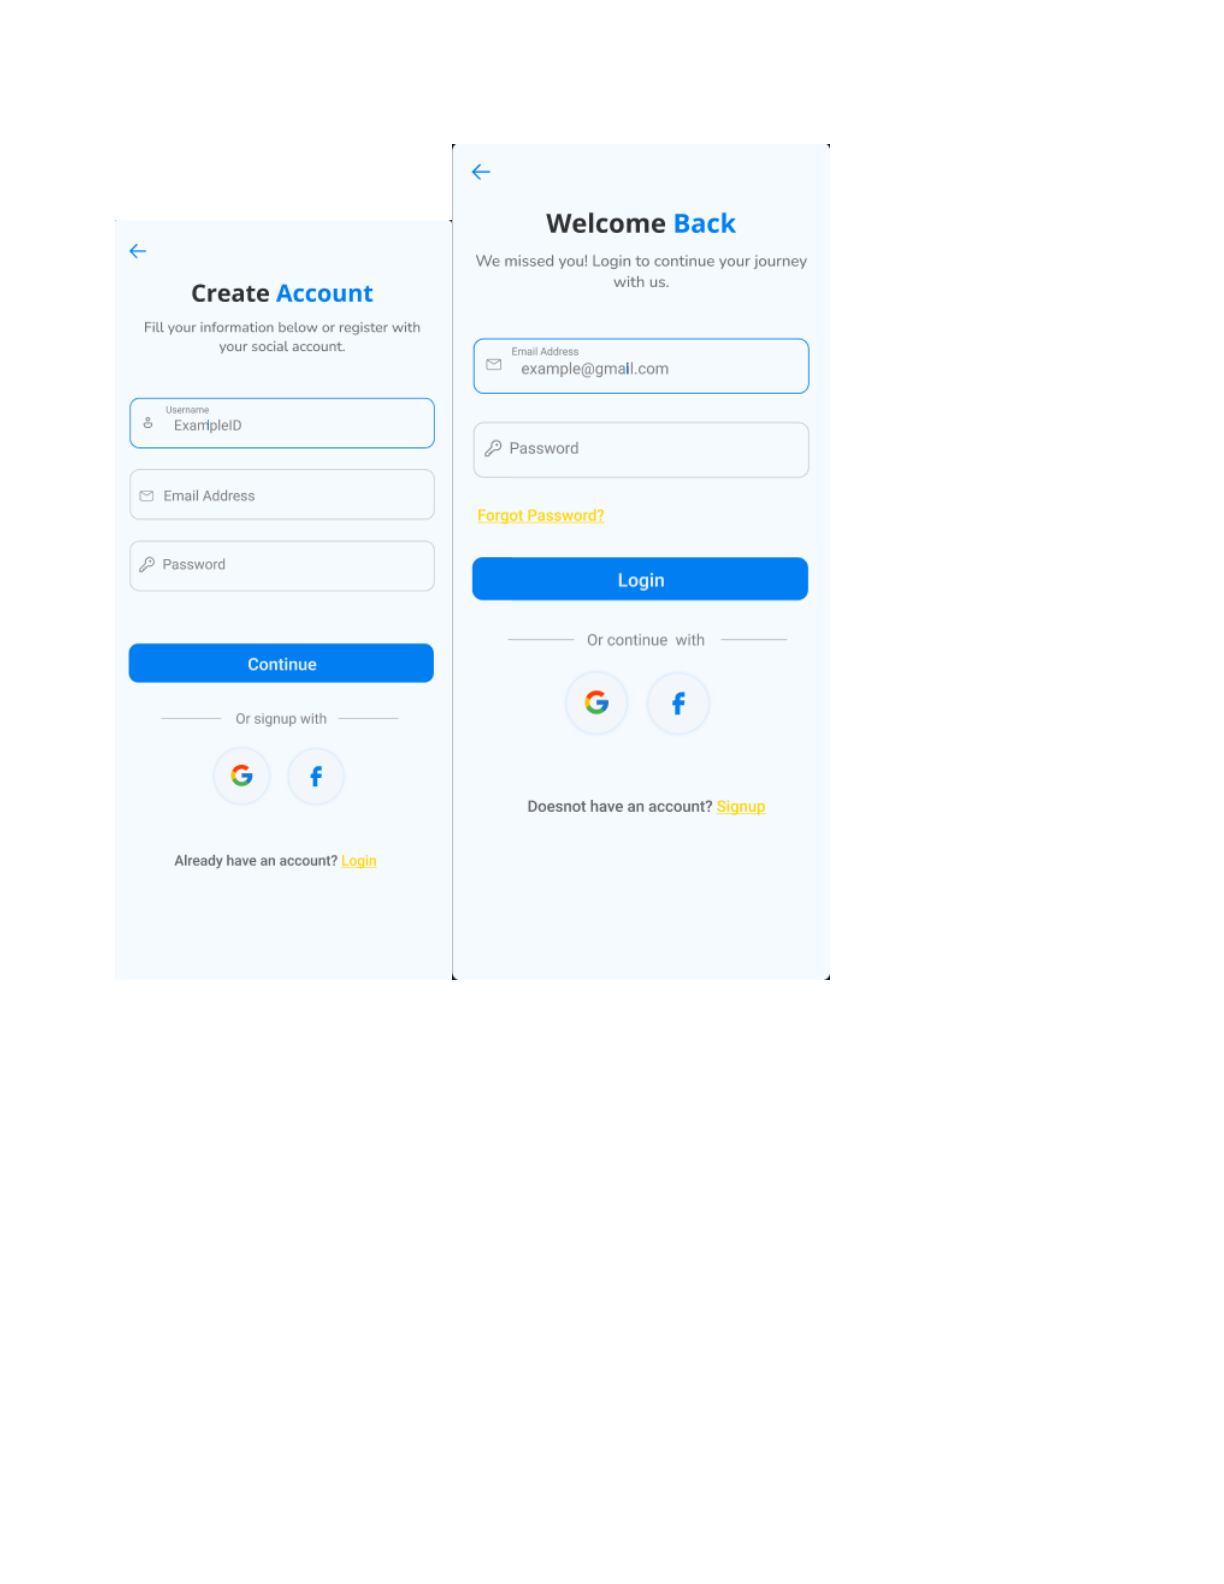 Create Account
Fill your information below or register with
your social account.
Username
ExampleID
Email Address
Password
Continue
Or signup with
Already have an account? Login
Welcome Back
We missed you! Login to continue your journey
with us.
Email Address
example@gmail.com
Password
Forgot Password?
Login
Or continue with
Doesnot have an account? Signup